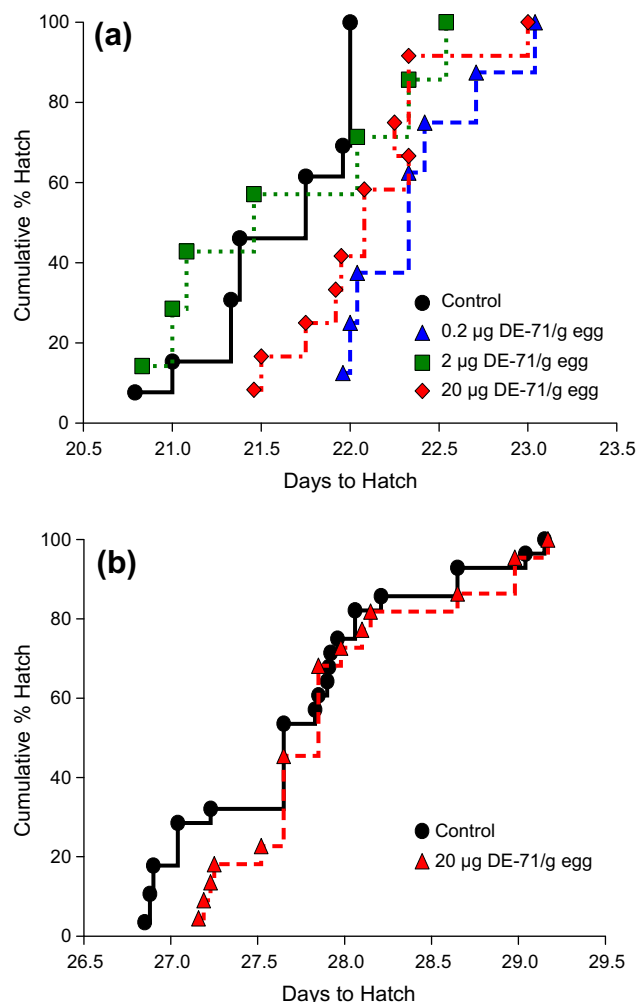 (a)
100
80
60
40
20
0
Cumulative % Hatch
20.5 21.0 21.5 22.0 22.5 23.0 23.5
Days to Hatch
Control
0.2 µg DE-71/g egg
2 µg DE-71/g egg
20 µg DE-71/g egg
(b)
100
80
60
40
20
0
Cumulative % Hatch
26.5 27.0 27.5 28.0 28.5 29.0 29.5
Days to Hatch
Control
20 µg DE-71/g egg